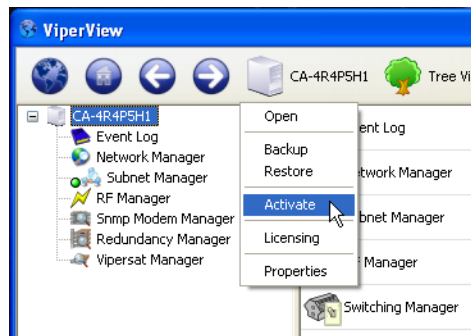 ViperView
CA-4R4P5H1
Tree Vi
CA-4R4P5H1
Event Log
Network Manager
Subnet Manager
RF Manager
Snmp Modem Manager
Redundancy Manager
Vipersat Manager
Open
Backup
Restore
Activate
Licensing
Properties
ent Log
twork Manager
bnet Manager
Manager
Switching Manager